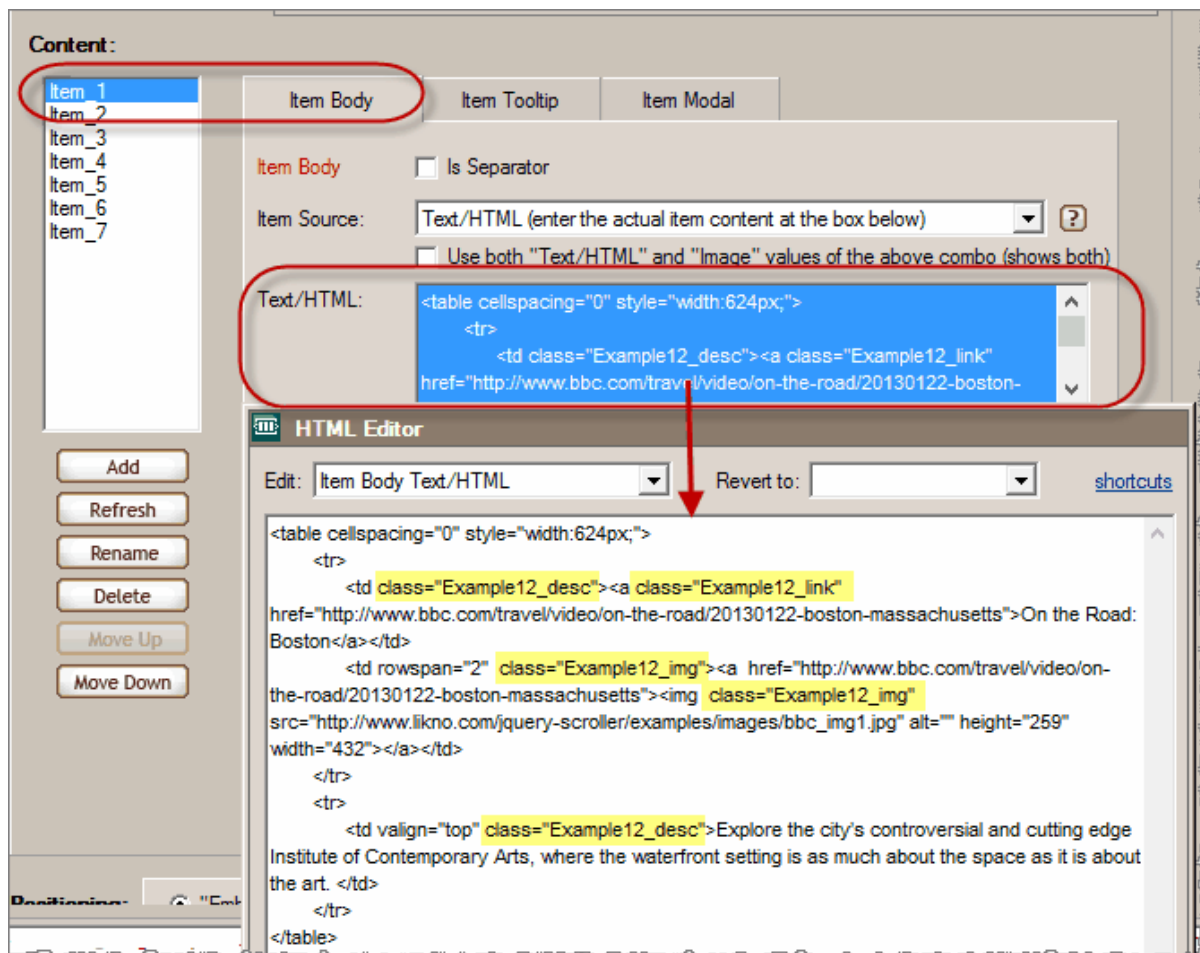 Content:
Item_1
Item_2
Item_3
Item_4
Item_5
Item_6
Item_7
Add
Refresh
Rename
Delete
Move Up
Move Down
Item Body
Item Tooltip
Item Modal
Item Body
Is Separator
Item Source:
Text/HTML (enter the actual item content at the box below)
?
Use both "Text/HTML" and "Image" values of the above combo (shows both)
Text/HTML:
<table cellspacing="0" style="width:624px;">
<tr>
<td class="Example12_desc"><a class="Example12_link"
href="http://www.bbc.com/travel/video/on-the-road/20130122-boston-
HTML Editor
Edit: Item Body Text/HTML
Revert to:
shortcuts
<table cellspacing="0" style="width:624px;">
<tr>
<td class="Example12_desc"><a class="Example12_link"
href="http://www.bbc.com/travel/video/on-the-road/20130122-boston-massachusetts">On the Road:
Boston</a></td>
<td rowspan="2" class="Example12_img"><a href="http://www.bbc.com/travel/video/on-
the-road/20130122-boston-massachusetts"><img class="Example12_img"
src="http://www.likno.com/jquery-scroller/examples/images/bbc_img1.jpg" alt="" height="259"
width="432"></a></td>
</tr>
<tr>
<td valign="top" class="Example12_desc">Explore the city's controversial and cutting edge
Institute of Contemporary Arts, where the waterfront setting is as much about the space as it is about
the art. </td>
</tr>
</table>
Positioning: